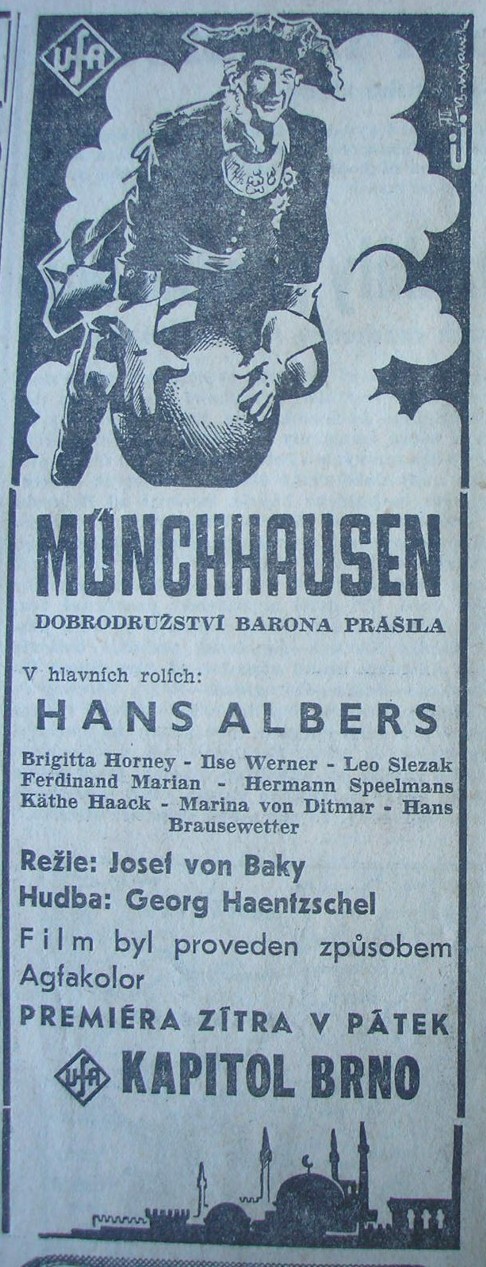 UFA
MÜNCHHAUSEN
DOBRODRUŽSTVÍ BARONA PRÁŠILA
V hlavních rolích:
HANS ALBERS
Brigitta Horney - Ilse Werner - Leo Slezak
Ferdinand Marian - Hermann Speelmans
Käthe Haack - Marina von Ditmar - Hans
Brausewetter
Režie: Josef von Baky
Hudba: Georg Haentzschel
Film byl proveden způsobem
Agfakolor
PREMIÉRA ZÍTRA V PÁTEK
UFA KAPITOL BRNO